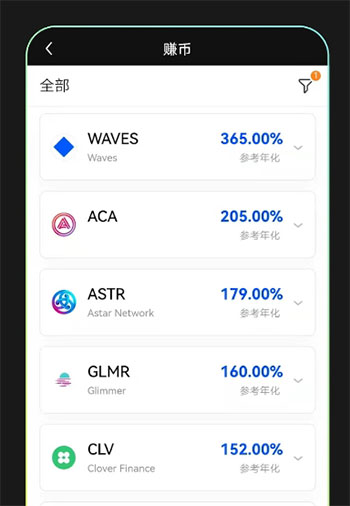 赚币
全部
1
WAVES 365.00%
Waves 参考年化
ACA 205.00%
参考年化
ASTR 179.00%
Astar Network 参考年化
GLMR 160.00%
Glimmer 参考年化
CLV 152.00%
Clover Finance 参考年化